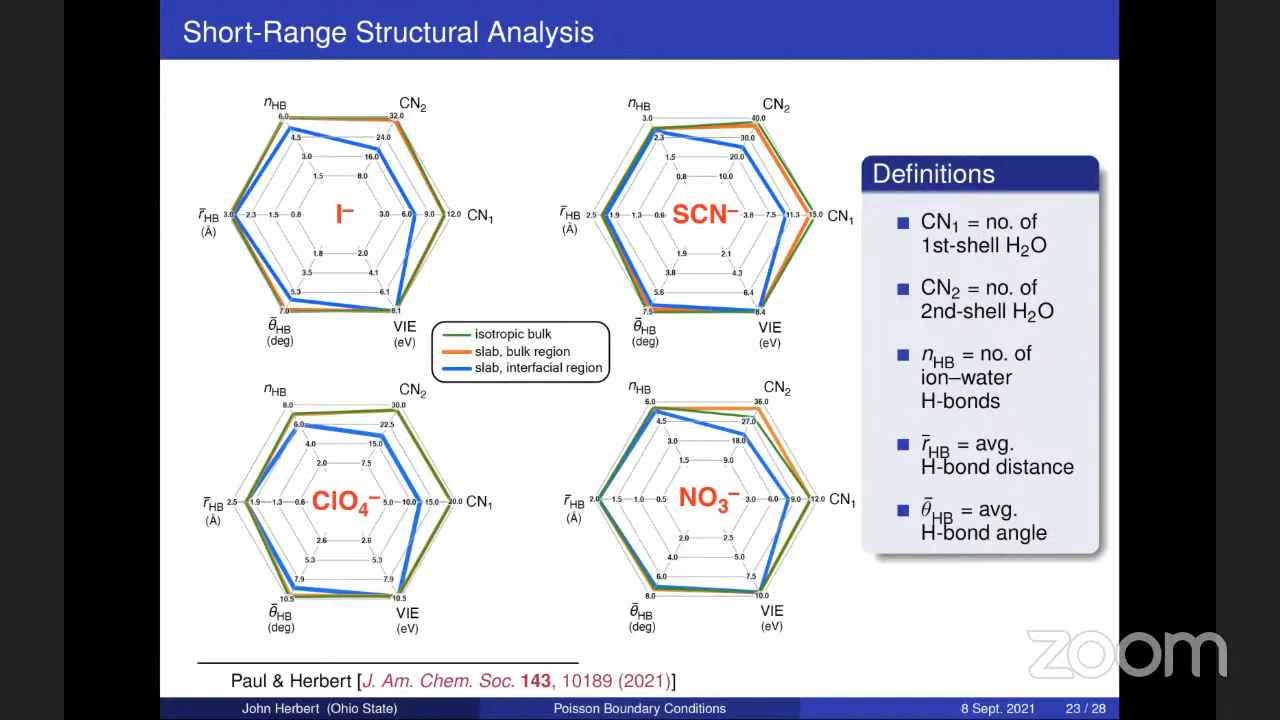 Short-Range Structural Analysis
n̄HB
CN2
6.0
32.0
4.5
24.0
3.0
16.0
1.5
8.0
r̄HB
(Å)
3.0
2.3
1.5
0.8
I–
3.0
6.0
9.0
12.0
CN1
1.8
2.0
3.5
4.1
5.3
6.1
7.0
8.1
θ̄HB
(deg)
VIE
(eV)
nHB
CN2
3.0
40.0
2.3
30.0
1.5
20.0
0.8
10.0
r̄HB
(Å)
2.5
1.9
1.3
0.6
SCN–
3.8
7.5
11.3
15.0
CN1
1.9
2.1
3.8
4.3
5.6
6.4
7.5
8.4
θ̄HB
(deg)
VIE
(eV)
isotropic bulk
slab, bulk region
slab, interfacial region
nHB
CN2
8.0
30.0
6.0
22.5
4.0
15.0
2.0
7.5
r̄HB
(Å)
2.5
1.9
1.3
0.6
ClO4–
5.0
10.0
15.0
20.0
CN1
2.6
2.6
5.3
5.3
7.9
7.9
10.5
10.5
θ̄HB
(deg)
VIE
(eV)
nHB
CN2
6.0
36.0
4.5
27.0
3.0
18.0
1.5
9.0
r̄HB
(Å)
2.0
1.5
1.0
0.5
NO3–
3.0
6.0
9.0
12.0
CN1
2.0
2.5
4.0
5.0
6.0
7.5
8.0
10.0
θ̄HB
(deg)
VIE
(eV)
Definitions
CN1 = no. of
1st-shell H2O
CN2 = no. of
2nd-shell H2O
nHB = no. of
ion–water
H-bonds
r̄HB = avg.
H-bond distance
θ̄HB = avg.
H-bond angle
zoom
Paul & Herbert [J. Am. Chem. Soc. 143, 10189 (2021)]
John Herbert (Ohio State)
Poisson Boundary Conditions
8 Sept. 2021
23 / 28